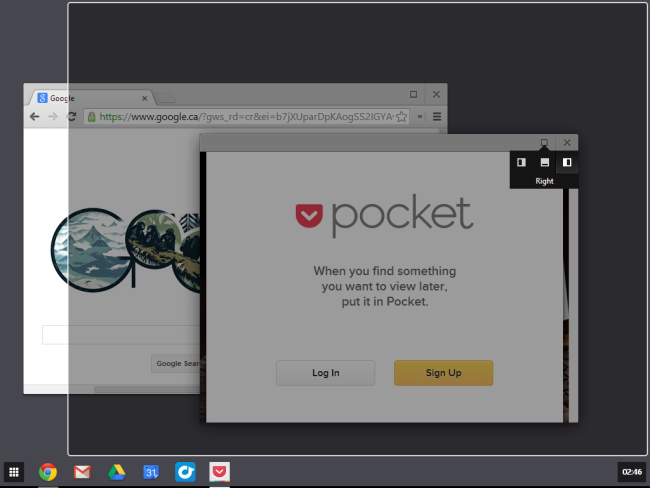 Google
https://www.google.ca/?gws_rd=cr&ei=b7jXUparDpKAogSS2IGYA
»
Right
pocket
When you find something
you want to view later,
put it in Pocket.
Google Sear
Log In
Sign Up
31
02:46